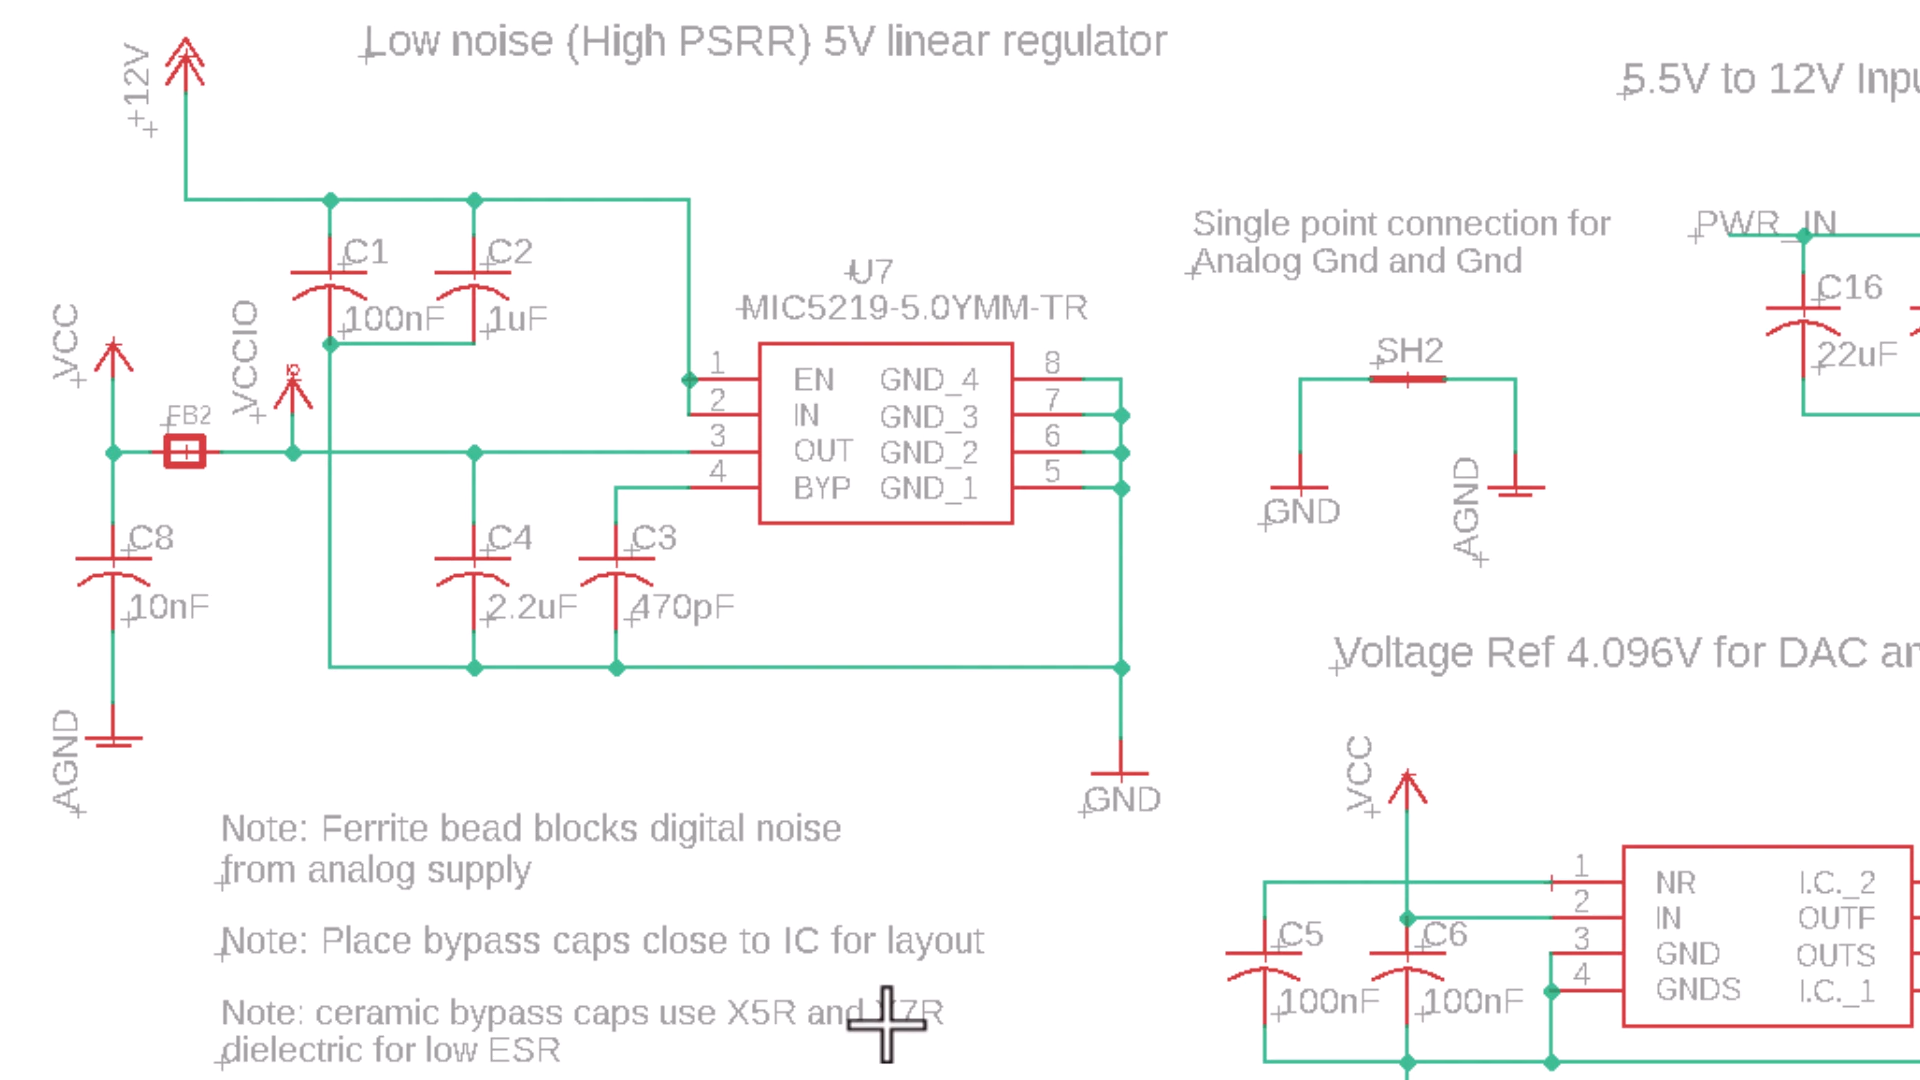 Low noise (High PSRR) 5V linear regulator
+12V
5.5V to 12V Inpu
C1
100nF
C2
1uF
U7
MIC5219-5.0YMM-TR
1
EN
2
IN
3
OUT
4
BYP
GND_4
8
GND_3
7
GND_2
6
GND_1
5
VCC
VCCIO
FB2
C8
10nF
C4
2.2uF
C3
470pF
AGND
GND
Single point connection for
Analog Gnd and Gnd
SH2
GND
AGND
PWR_IN
C16
22uF
Voltage Ref 4.096V for DAC an
VCC
C5
100nF
C6
100nF
1
NR
2
IN
3
GND
4
GNDS
I.C._2
OUTF
OUTS
I.C._1
Note: Ferrite bead blocks digital noise
from analog supply
Note: Place bypass caps close to IC for layout
Note: ceramic bypass caps use X5R and X7R
dielectric for low ESR